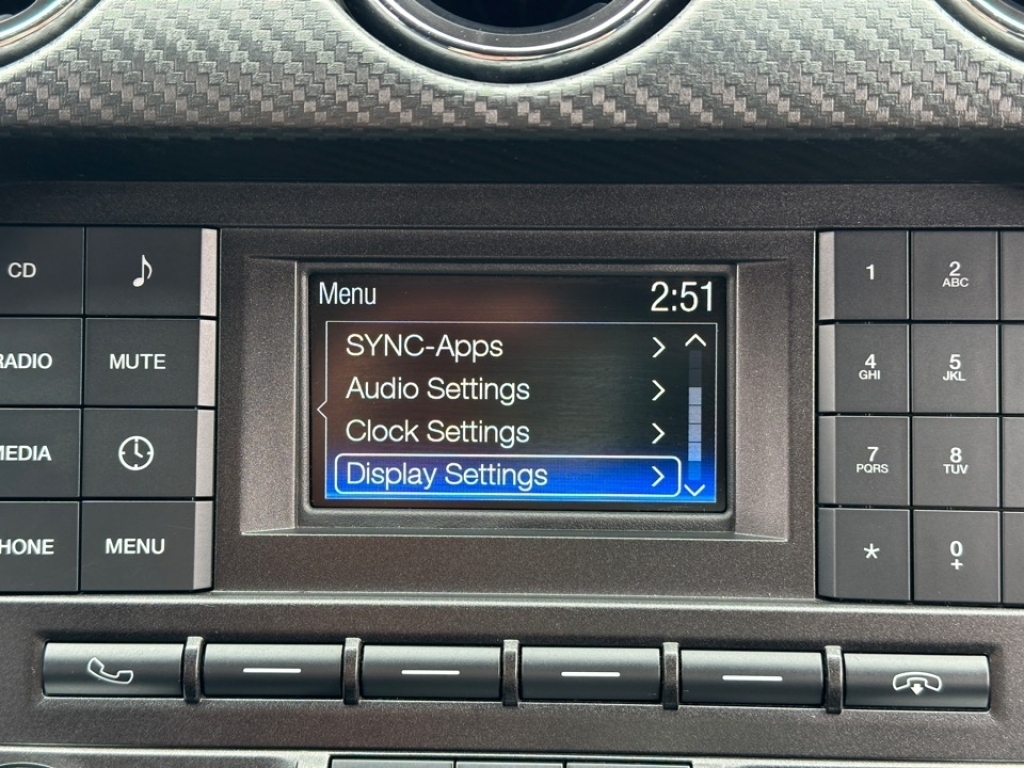 Menu 2:51
SYNC-Apps
Audio Settings
Clock Settings
Display Settings
CD
RADIO MUTE
MEDIA
PHONE MENU
1 2 ABC
4 GHI 5 JKL
7 PQRS 8 TUV
* 0 +